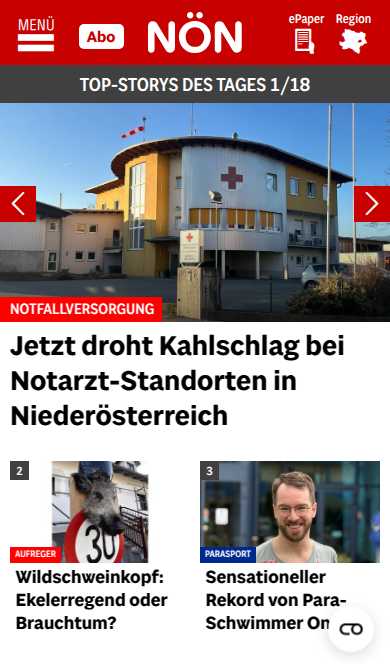 MENÜ
Abo
NÖN
ePaper
Region
TOP-STORYS DES TAGES 1/18
NOTFALLVERSORGUNG
Jetzt droht Kahlschlag bei
Notarzt-Standorten in
Niederösterreich
2
30
AUFREGER
Wildschweinkopf:
Ekelerregend oder
Brauchtum?
3
PARASPORT
Sensationeller
Rekord von Para-
Schwimmer On